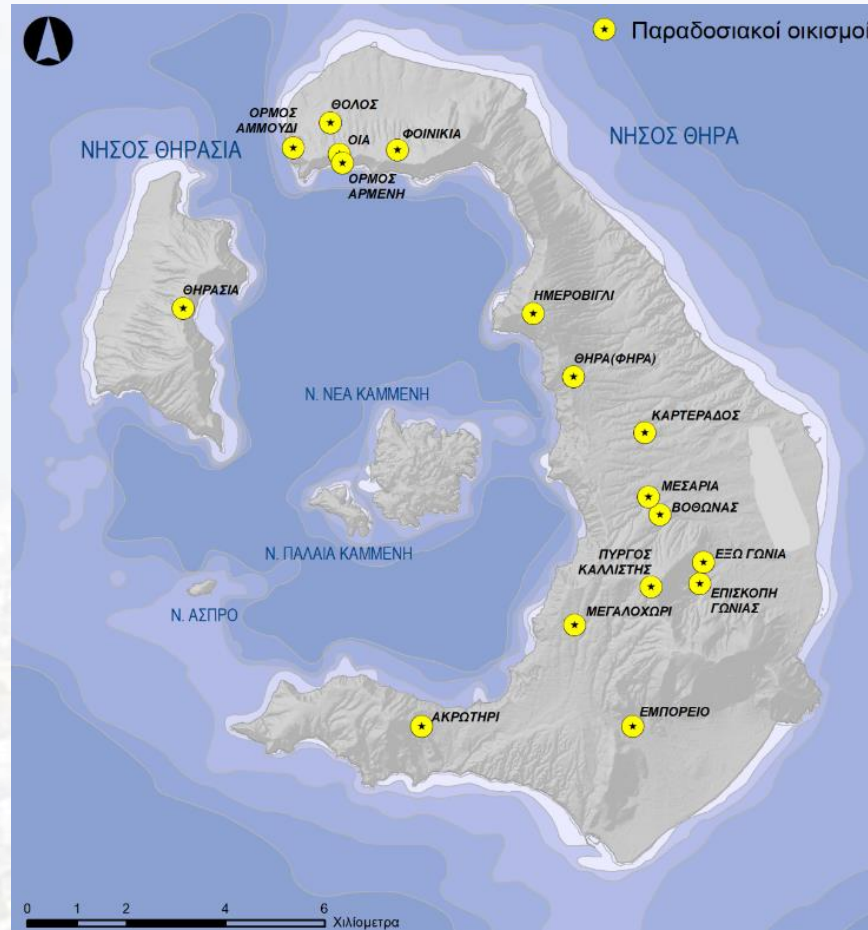 Παραδοσιακοί οικισμοί
ΟΡΜΟΣ
ΑΜΜΟΥΔΙ
ΘΟΛΟΣ
ΟΙΑ
ΦΟΙΝΙΚΙΑ
ΟΡΜΟΣ
ΑΡΜΕΝΗ
ΝΗΣΟΣ ΘΗΡΑΣΙΑ
ΝΗΣΟΣ ΘΗΡΑ
ΘΗΡΑΣΙΑ
ΗΜΕΡΟΒΙΓΛΙ
ΘΗΡΑ(ΦΗΡΑ)
Ν. ΝΕΑ ΚΑΜΜΕΝΗ
ΚΑΡΤΕΡΑΔΟΣ
ΜΕΣΑΡΙΑ
ΒΟΘΩΝΑΣ
Ν. ΠΑΛΑΙΑ ΚΑΜΜΕΝΗ
ΠΥΡΓΟΣ
ΚΑΛΛΙΣΤΗΣ
ΕΞΩ ΓΩΝΙΑ
ΕΠΙΣΚΟΠΗ
ΓΩΝΙΑΣ
Ν. ΑΣΠΡΟ
ΜΕΓΑΛΟΧΩΡΙ
ΑΚΡΩΤΗΡΙ
ΕΜΠΟΡΕΙΟ
0 1 2 4 6
Χιλίομετρα